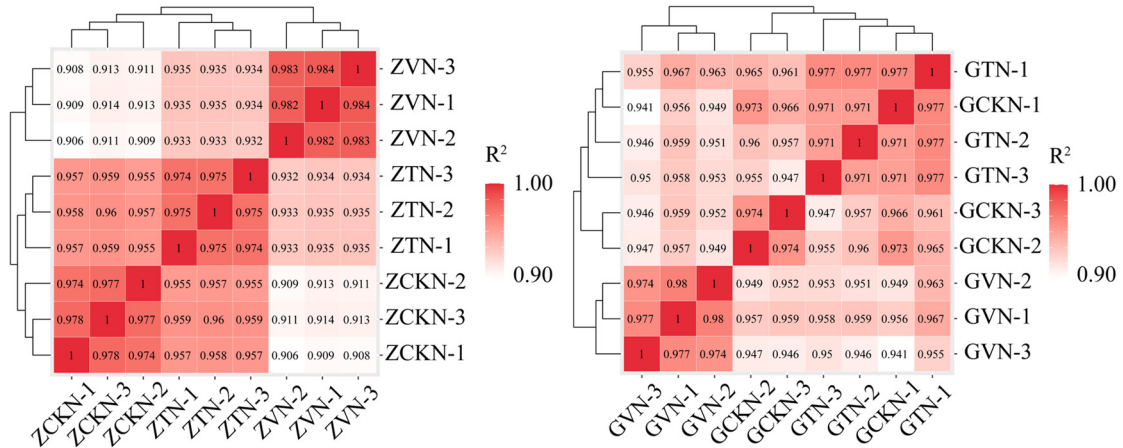 0.908 0.913 0.911 0.935 0.935 0.934 0.983 0.984 1 ZVN-3
0.909 0.914 0.913 0.935 0.935 0.934 0.982 1 0.984 ZVN-1
0.906 0.911 0.909 0.933 0.933 0.932 1 0.982 0.983 ZVN-2
0.957 0.959 0.955 0.974 0.975 1 0.932 0.934 0.934 ZTN-3
0.958 0.96 0.957 0.975 1 0.975 0.933 0.935 0.935 ZTN-2
0.957 0.959 0.955 1 0.975 0.974 0.933 0.935 0.935 ZTN-1
0.974 0.977 1 0.955 0.957 0.955 0.909 0.913 0.911 ZCKN-2
0.978 1 0.977 0.959 0.96 0.959 0.911 0.914 0.913 ZCKN-3
1 0.978 0.974 0.957 0.958 0.957 0.906 0.909 0.908 ZCKN-1
ZCKN-1 ZCKN-3 ZCKN-2 ZTN-1 ZTN-2 ZTN-3 ZVN-2 ZVN-1 ZVN-3
R²
1.00
0.90
0.955 0.967 0.963 0.965 0.961 0.977 0.977 0.977 1 GTN-1
0.941 0.956 0.949 0.973 0.966 0.971 0.971 1 0.977 GCKN-1
0.946 0.959 0.951 0.96 0.957 0.971 1 0.971 0.977 GTN-2
0.95 0.958 0.953 0.955 0.947 1 0.971 0.971 0.977 GTN-3
0.946 0.959 0.952 0.974 1 0.947 0.957 0.966 0.961 GCKN-3
0.947 0.957 0.949 1 0.974 0.955 0.96 0.973 0.965 GCKN-2
0.974 0.98 1 0.949 0.952 0.953 0.951 0.949 0.963 GVN-2
0.977 1 0.98 0.957 0.959 0.958 0.959 0.956 0.967 GVN-1
1 0.977 0.974 0.947 0.946 0.95 0.946 0.941 0.955 GVN-3
GVN-3 GVN-1 GVN-2 GCKN-2 GCKN-3 GTN-3 GTN-2 GCKN-1 GTN-1
R²
1.00
0.90